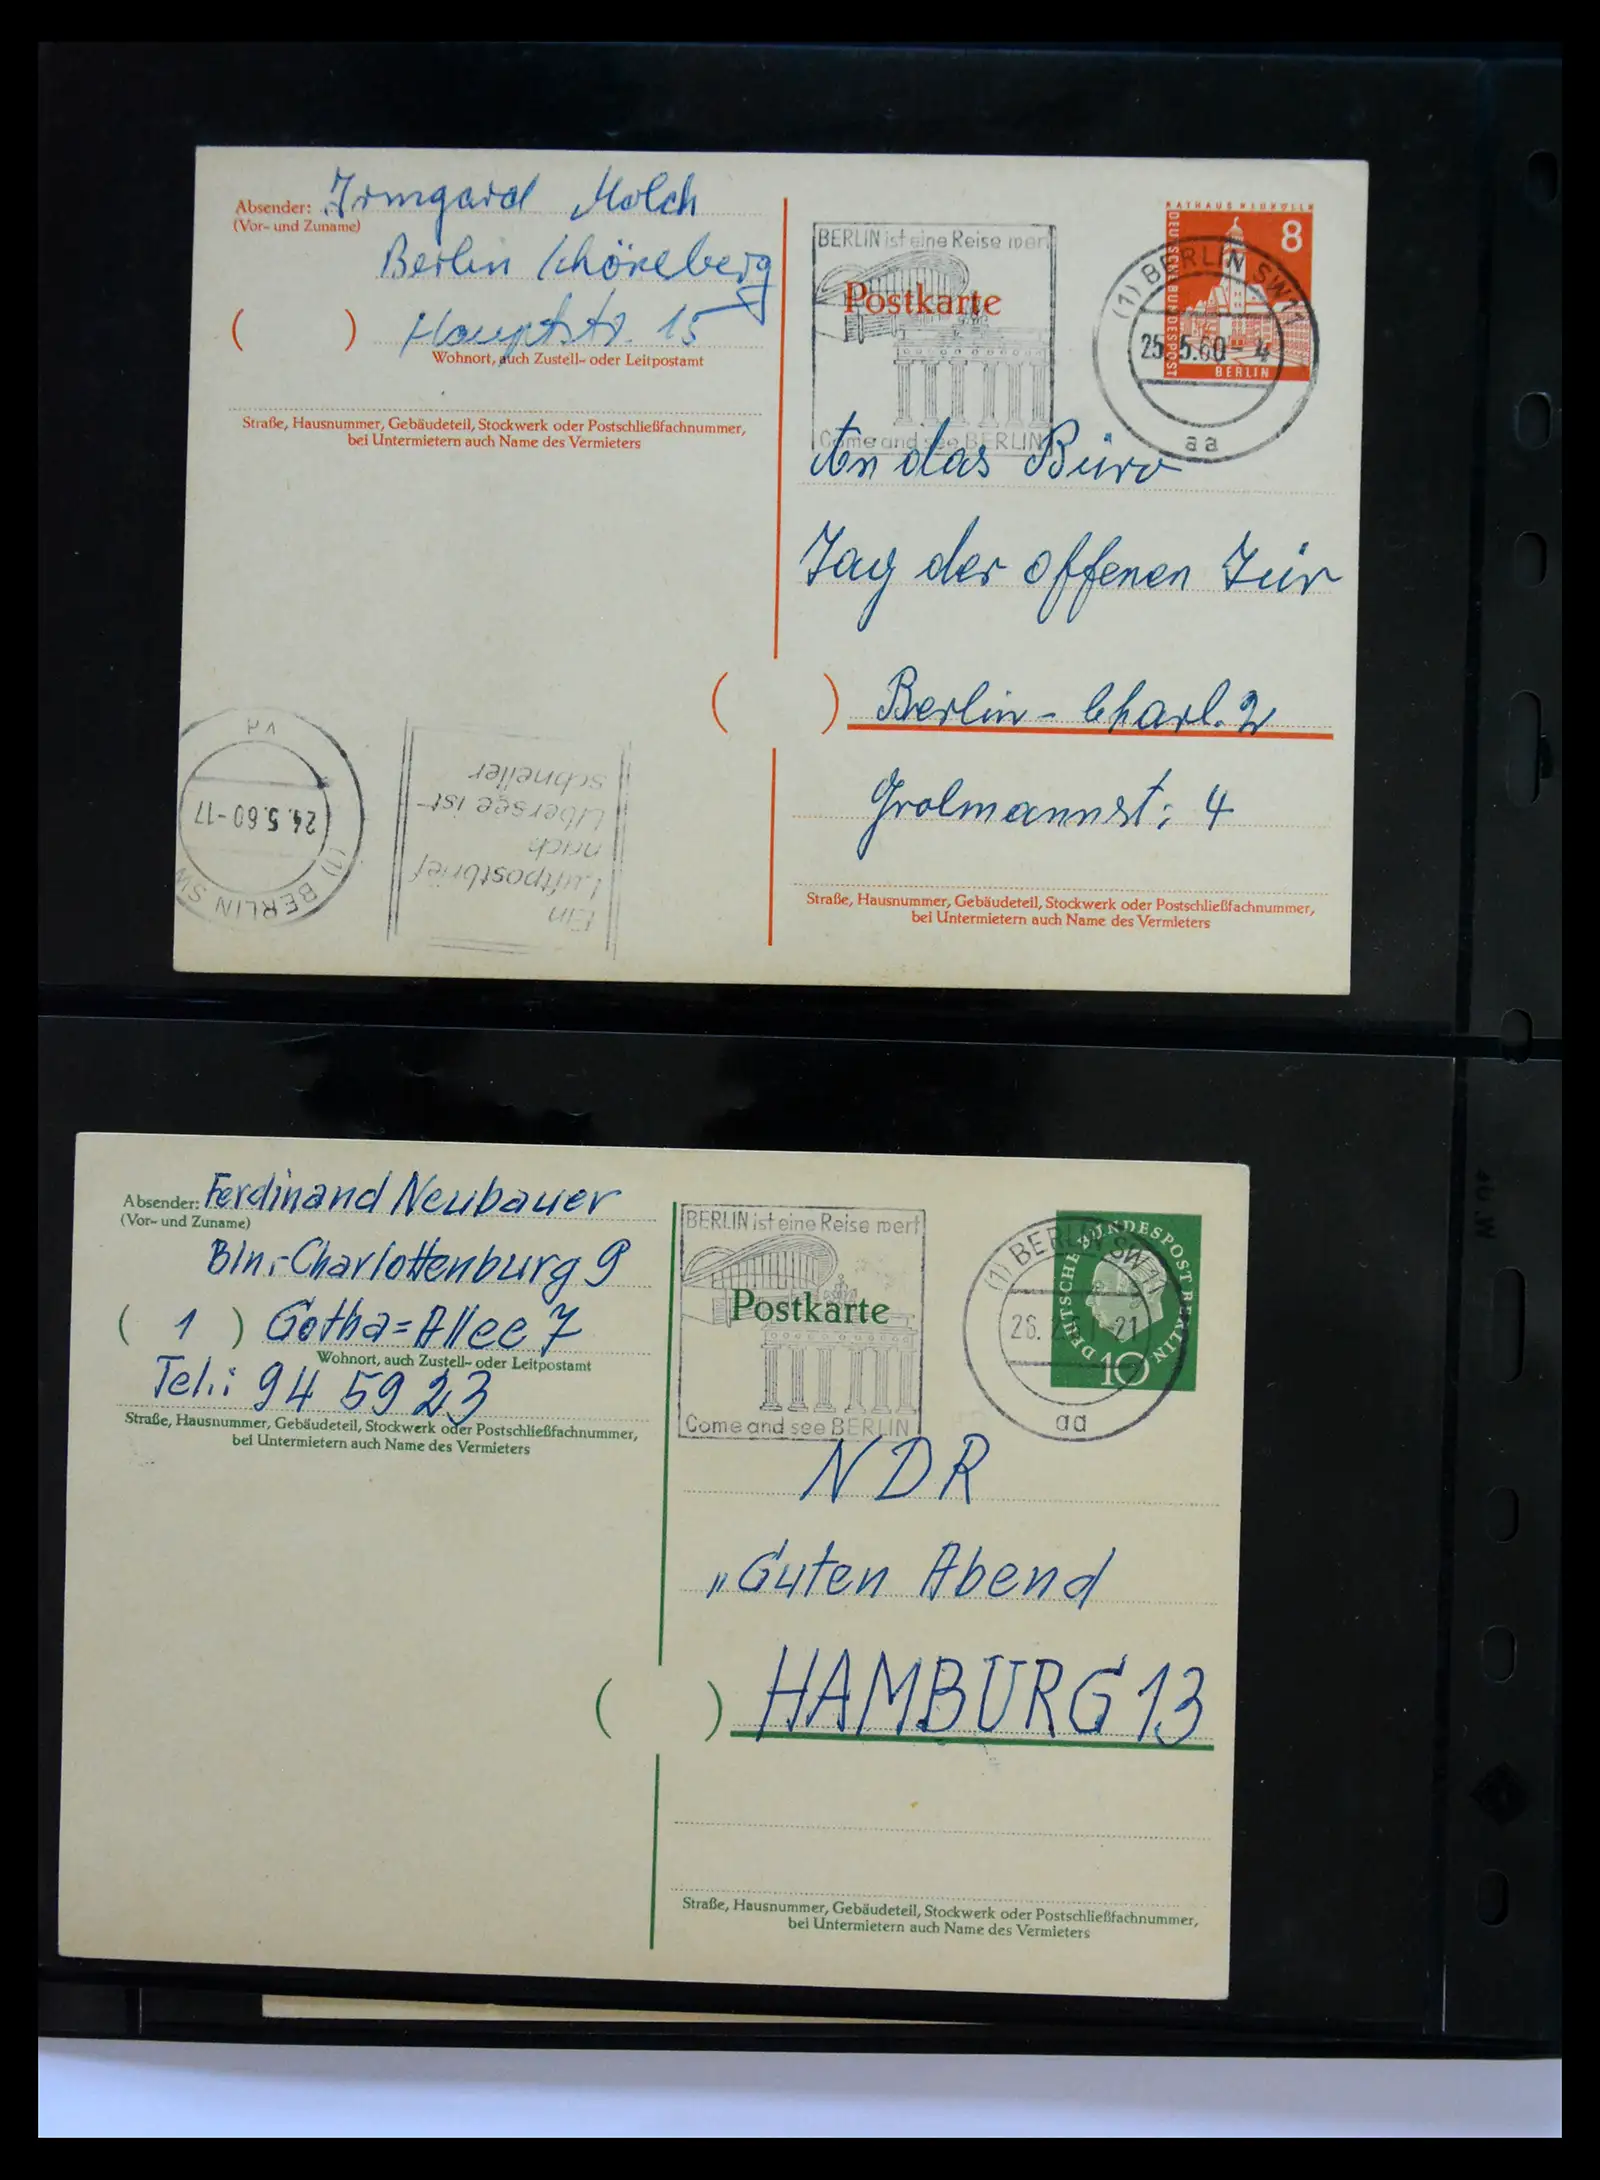 Absender: Irmgard Molch
(Vor- und Zuname)
Berlin Schöneberg
( ) Hauptstr. 15
Wohnort, auch Zustell- oder Leitpostamt
Straße, Hausnummer, Gebäudeteil, Stockwerk oder Postschließfachnummer,
bei Untermietern auch Name des Vermieters
BERLIN ist eine Reise wert
Postkarte
Come and see BERLIN
RATHAUS NEUKÖLLN
8
DEUTSCHE BUNDESPOST
BERLIN
(1) BERLIN SW11
25.5.60 - 4
aa
An das Büro
Tag der offenen Tür
( ) Berlin-Charl. 2
Grolmannst: 4
Straße, Hausnummer, Gebäudeteil, Stockwerk oder Postschließfachnummer,
bei Untermietern auch Name des Vermieters
(1) BERLIN SW
24.5.60-17
Ein
Luftpostbrief
nach
Übersee ist
schneller
Absender: Ferdinand Neubauer
(Vor- und Zuname)
Bln.-Charlottenburg 9
( 1 ) Gotha=Allee 7
Wohnort, auch Zustell- oder Leitpostamt
Tel.: 94 59 23
Straße, Hausnummer, Gebäudeteil, Stockwerk oder Postschließfachnummer,
bei Untermietern auch Name des Vermieters
BERLIN ist eine Reise wert
Postkarte
Come and see BERLIN
(1) BERLIN SW11
-21
aa
DEUTSCHE BUNDESPOST BERLIN
10
NDR
„Guten Abend
( ) HAMBURG 13
Straße, Hausnummer, Gebäudeteil, Stockwerk oder Postschließfachnummer,
bei Untermietern auch Name des Vermieters